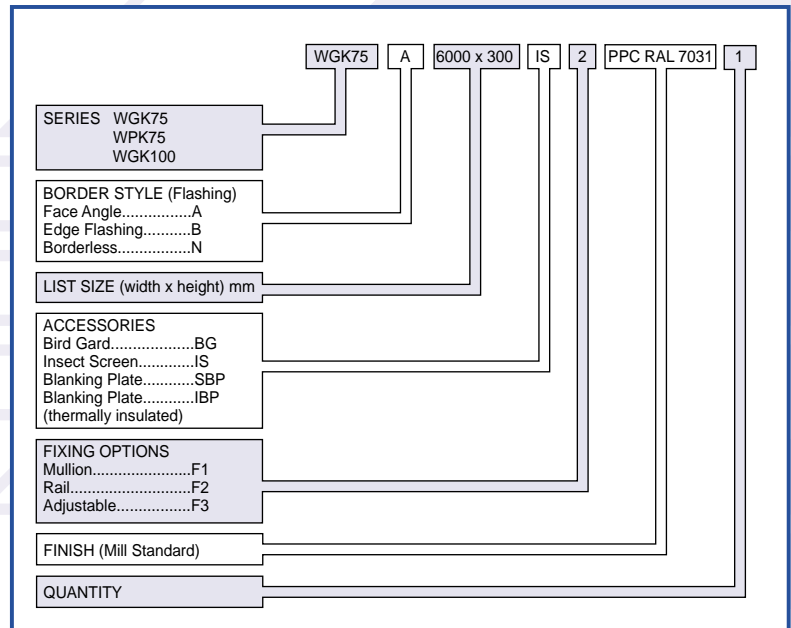 WGK75 A 6000 x 300 IS 2 PPC RAL 7031 1
SERIES WGK75
WPK75
WGK100
BORDER STYLE (Flashing)
Face Angle................A
Edge Flashing...........B
Borderless.................N
LIST SIZE (width x height) mm
ACCESSORIES
Bird Gard...................BG
Insect Screen.............IS
Blanking Plate............SBP
Blanking Plate............IBP
(thermally insulated)
FIXING OPTIONS
Mullion.......................F1
Rail............................F2
Adjustable.................F3
FINISH (Mill Standard)
QUANTITY